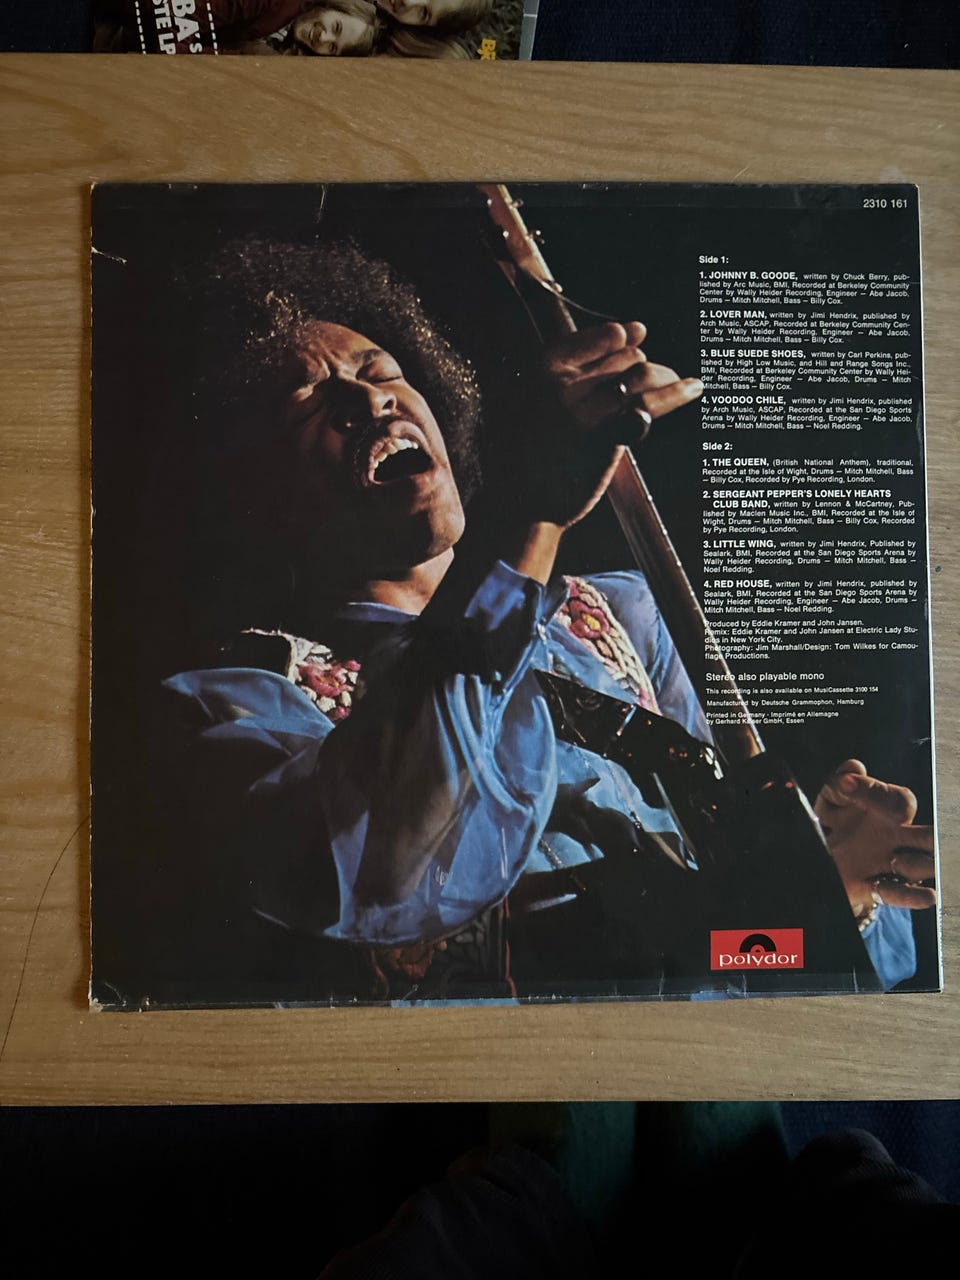 BA's
STE LP
2310 161
Side 1:
1. JOHNNY B. GOODE, written by Chuck Berry, pub-
lished by Arc Music, BMI, Recorded at Berkeley Community
Center by Wally Heider Recording, Engineer – Abe Jacob,
Drums – Mitch Mitchell, Bass – Billy Cox.
2. LOVER MAN, written by Jimi Hendrix, published by
Arch Music, ASCAP, Recorded at Berkeley Community Cen-
ter by Wally Heider Recording, Engineer – Abe Jacob,
Drums – Mitch Mitchell, Bass – Billy Cox.
3. BLUE SUEDE SHOES, written by Carl Perkins, pub-
lished by High Low Music, and Hill and Range Songs Inc.,
BMI, Recorded at Berkeley Community Center by Wally Hei-
der Recording, Engineer – Abe Jacob, Drums – Mitch
Mitchell, Bass – Billy Cox.
4. VOODOO CHILE, written by Jimi Hendrix, published
by Arch Music, ASCAP, Recorded at the San Diego Sports
Arena by Wally Heider Recording, Engineer – Abe Jacob,
Drums – Mitch Mitchell, Bass – Noel Redding.
Side 2:
1. THE QUEEN, (British National Anthem), traditional,
Recorded at the Isle of Wight, Drums – Mitch Mitchell, Bass
– Billy Cox, Recorded by Pye Recording, London.
2. SERGEANT PEPPER'S LONELY HEARTS
CLUB BAND, written by Lennon & McCartney, Pub-
lished by Maclen Music Inc., BMI, Recorded at the Isle of
Wight, Drums – Mitch Mitchell, Bass – Billy Cox, Recorded
by Pye Recording, London.
3. LITTLE WING, written by Jimi Hendrix, Published by
Sealark, BMI, Recorded at the San Diego Sports Arena by
Wally Heider Recording, Drums – Mitch Mitchell, Bass –
Noel Redding.
4. RED HOUSE, written by Jimi Hendrix, published by
Sealark, BMI, Recorded at the San Diego Sports Arena by
Wally Heider Recording, Engineer – Abe Jacob, Drums –
Mitch Mitchell, Bass – Noel Redding.
Produced by Eddie Kramer and John Jansen.
Remix: Eddie Kramer and John Jansen at Electric Lady Stu-
dios in New York City.
Photography: Jim Marshall/Design: Tom Wilkes for Camou-
flage Productions.
Stereo also playable mono
This recording is also available on MusiCassette 3100 154
Manufactured by Deutsche Grammophon, Hamburg
Printed in Germany · Imprimé en Allemagne
by Gerhard Kaiser GmbH, Essen
polydor